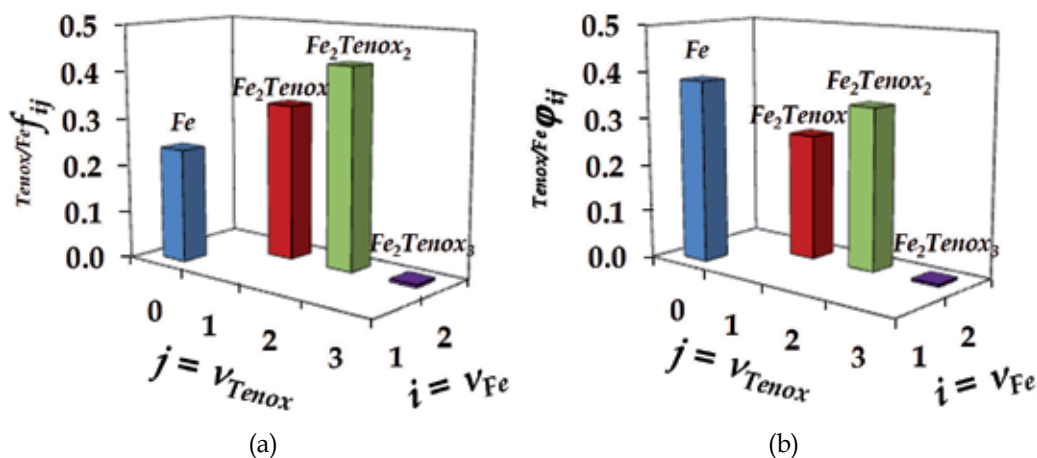 0.5
0.4
0.3
0.2
0.1
0.0
Tenox/Fe f ij
Fe
Fe₂Tenox
Fe₂Tenox₂
Fe₂Tenox₃
0
1
2
3
j = νTenox
1
2
i = νFe
(a)
0.5
0.4
0.3
0.2
0.1
0.0
Tenox/Fe φ ij
Fe
Fe₂Tenox
Fe₂Tenox₂
Fe₂Tenox₃
0
1
2
3
j = νTenox
1
2
i = νFe
(b)